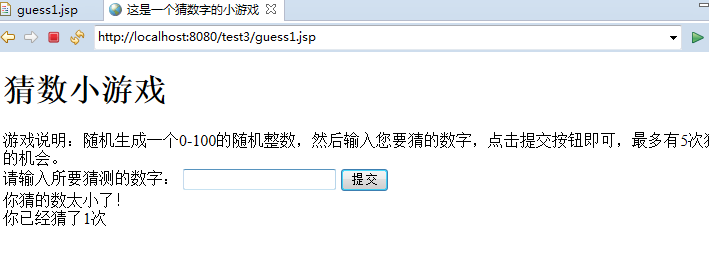 guess1.jsp
这是一个猜数字的小游戏
http://localhost:8080/test3/guess1.jsp
猜数小游戏
游戏说明：随机生成一个0-100的随机整数，然后输入您要猜的数字，点击提交按钮即可，最多有5次猜
的机会。
请输入所要猜测的数字： 提交
你猜的数太小了！
你已经猜了1次